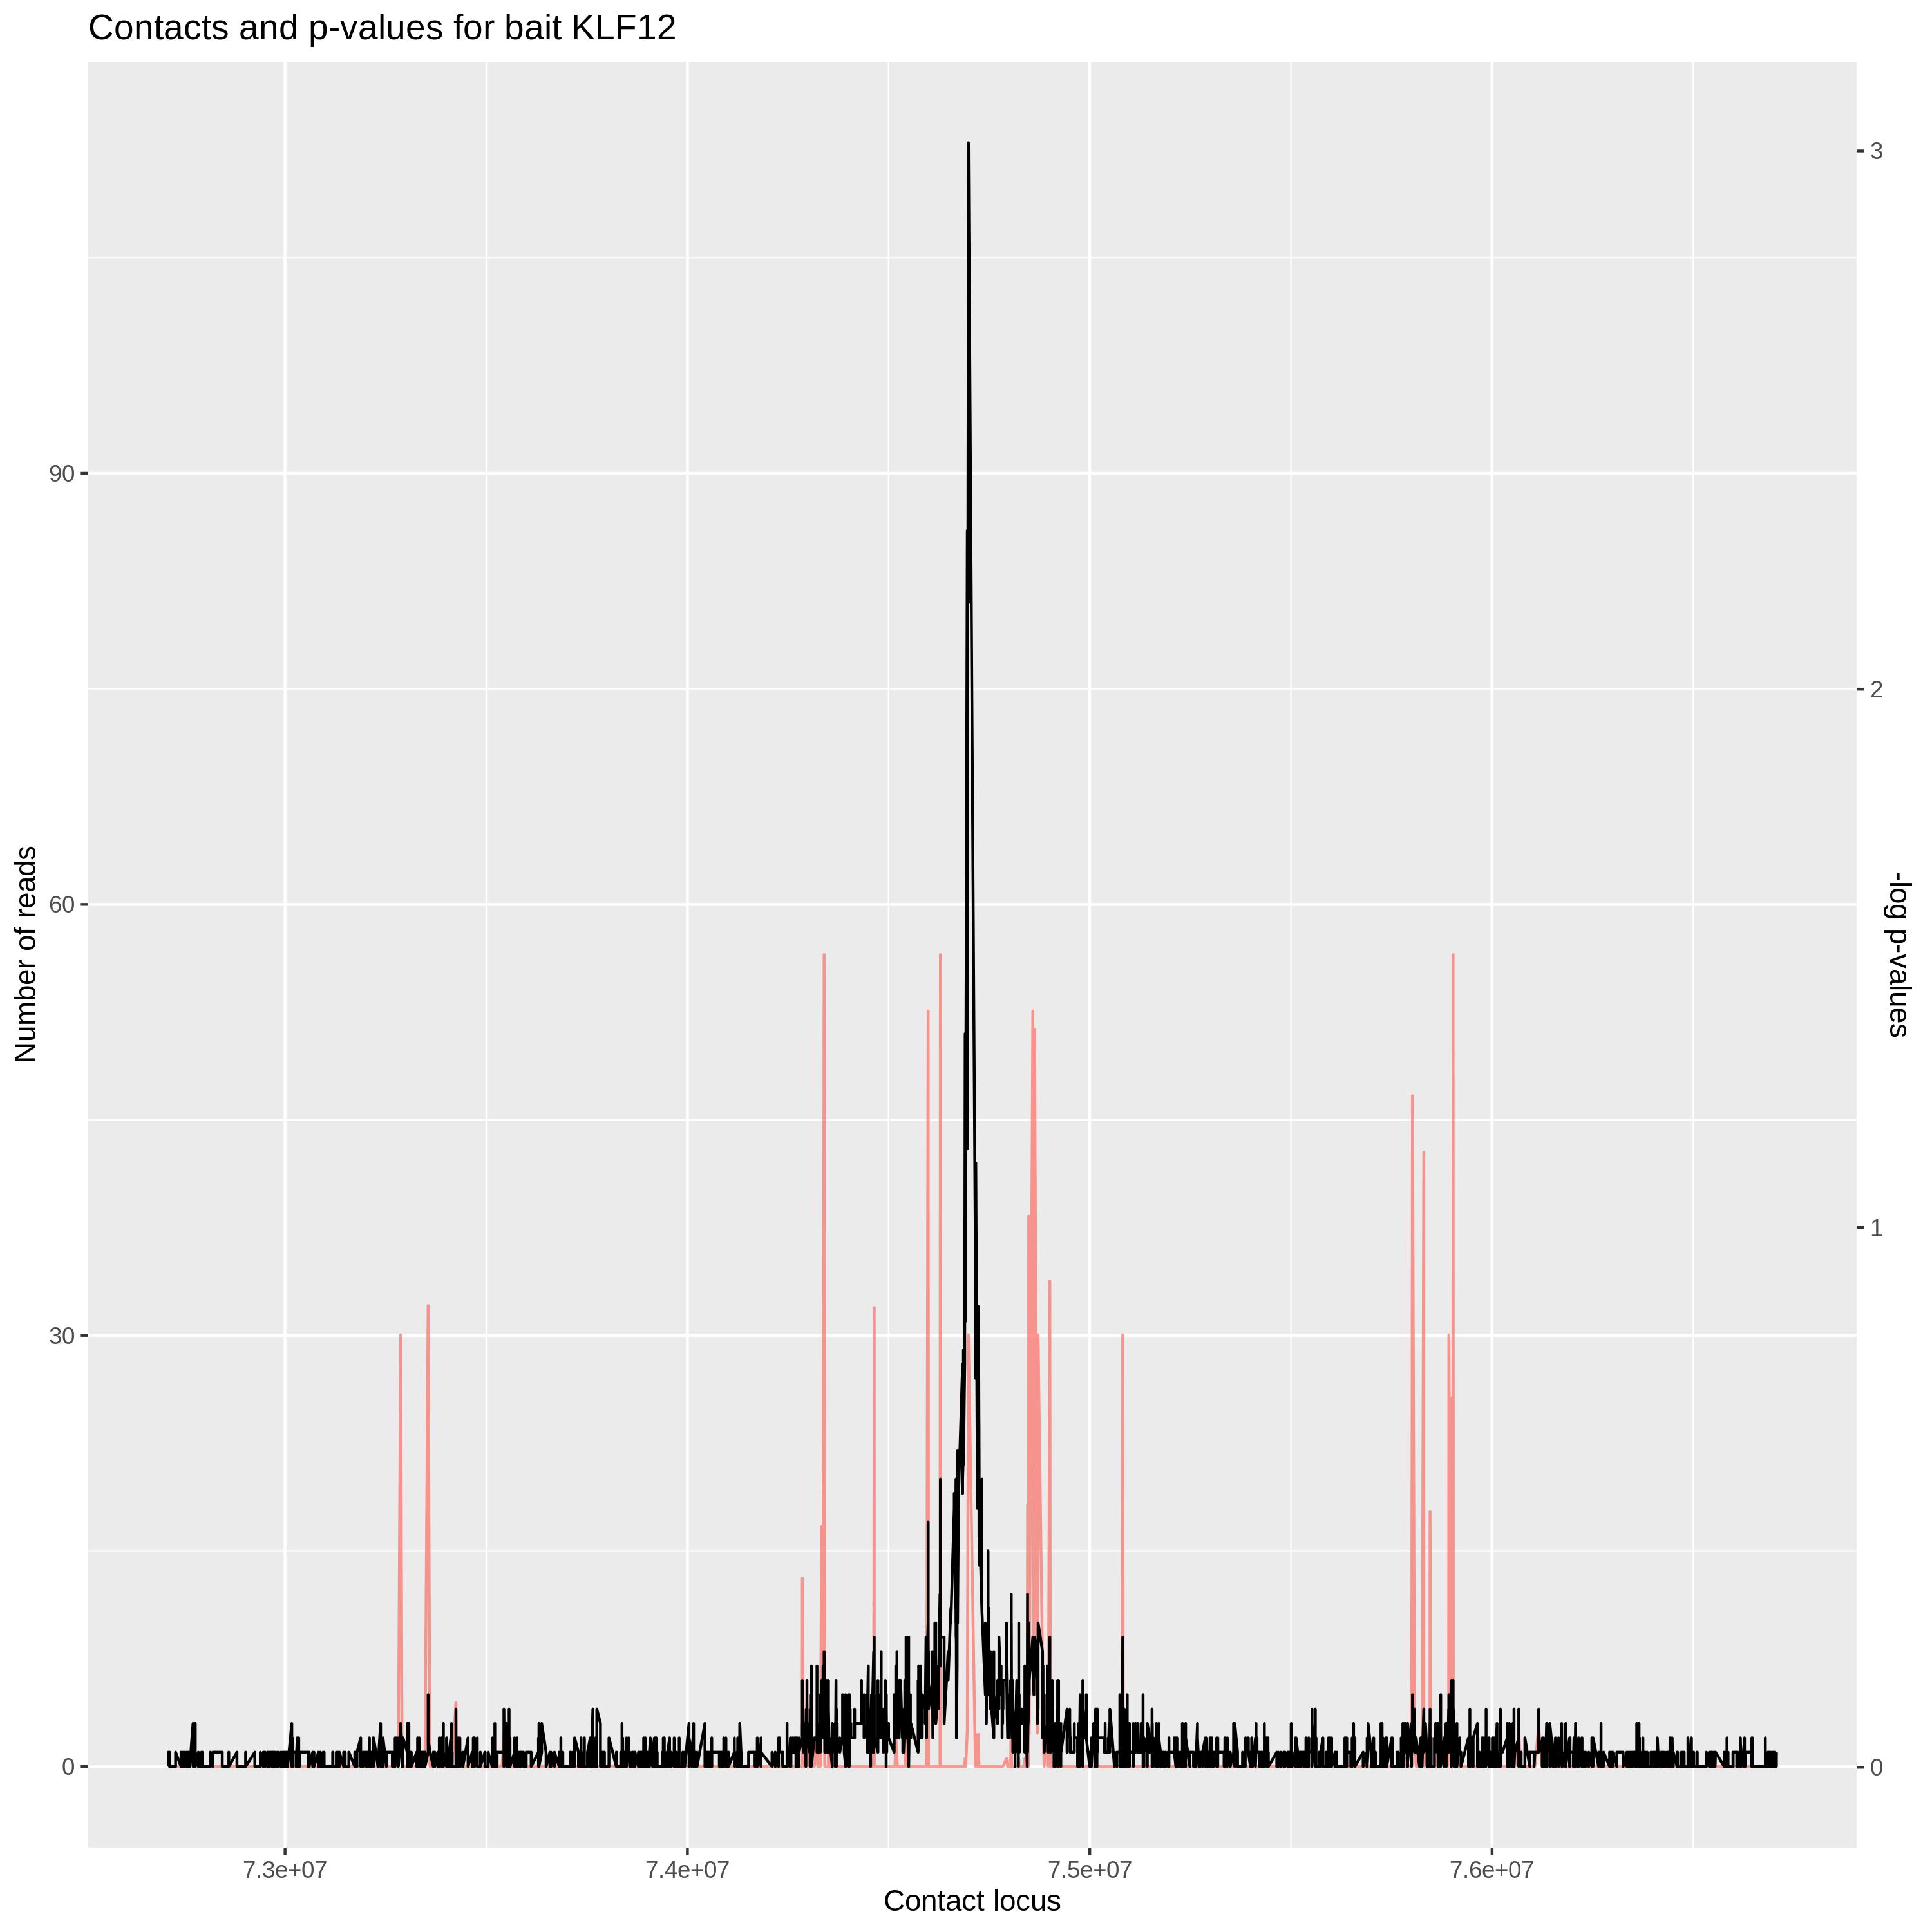 Contacts and p-values for bait KLF12
3
90
2
Number of reads
60
-log p-values
1
30
0
0
7.3e+07
7.4e+07
7.5e+07
7.6e+07
Contact locus